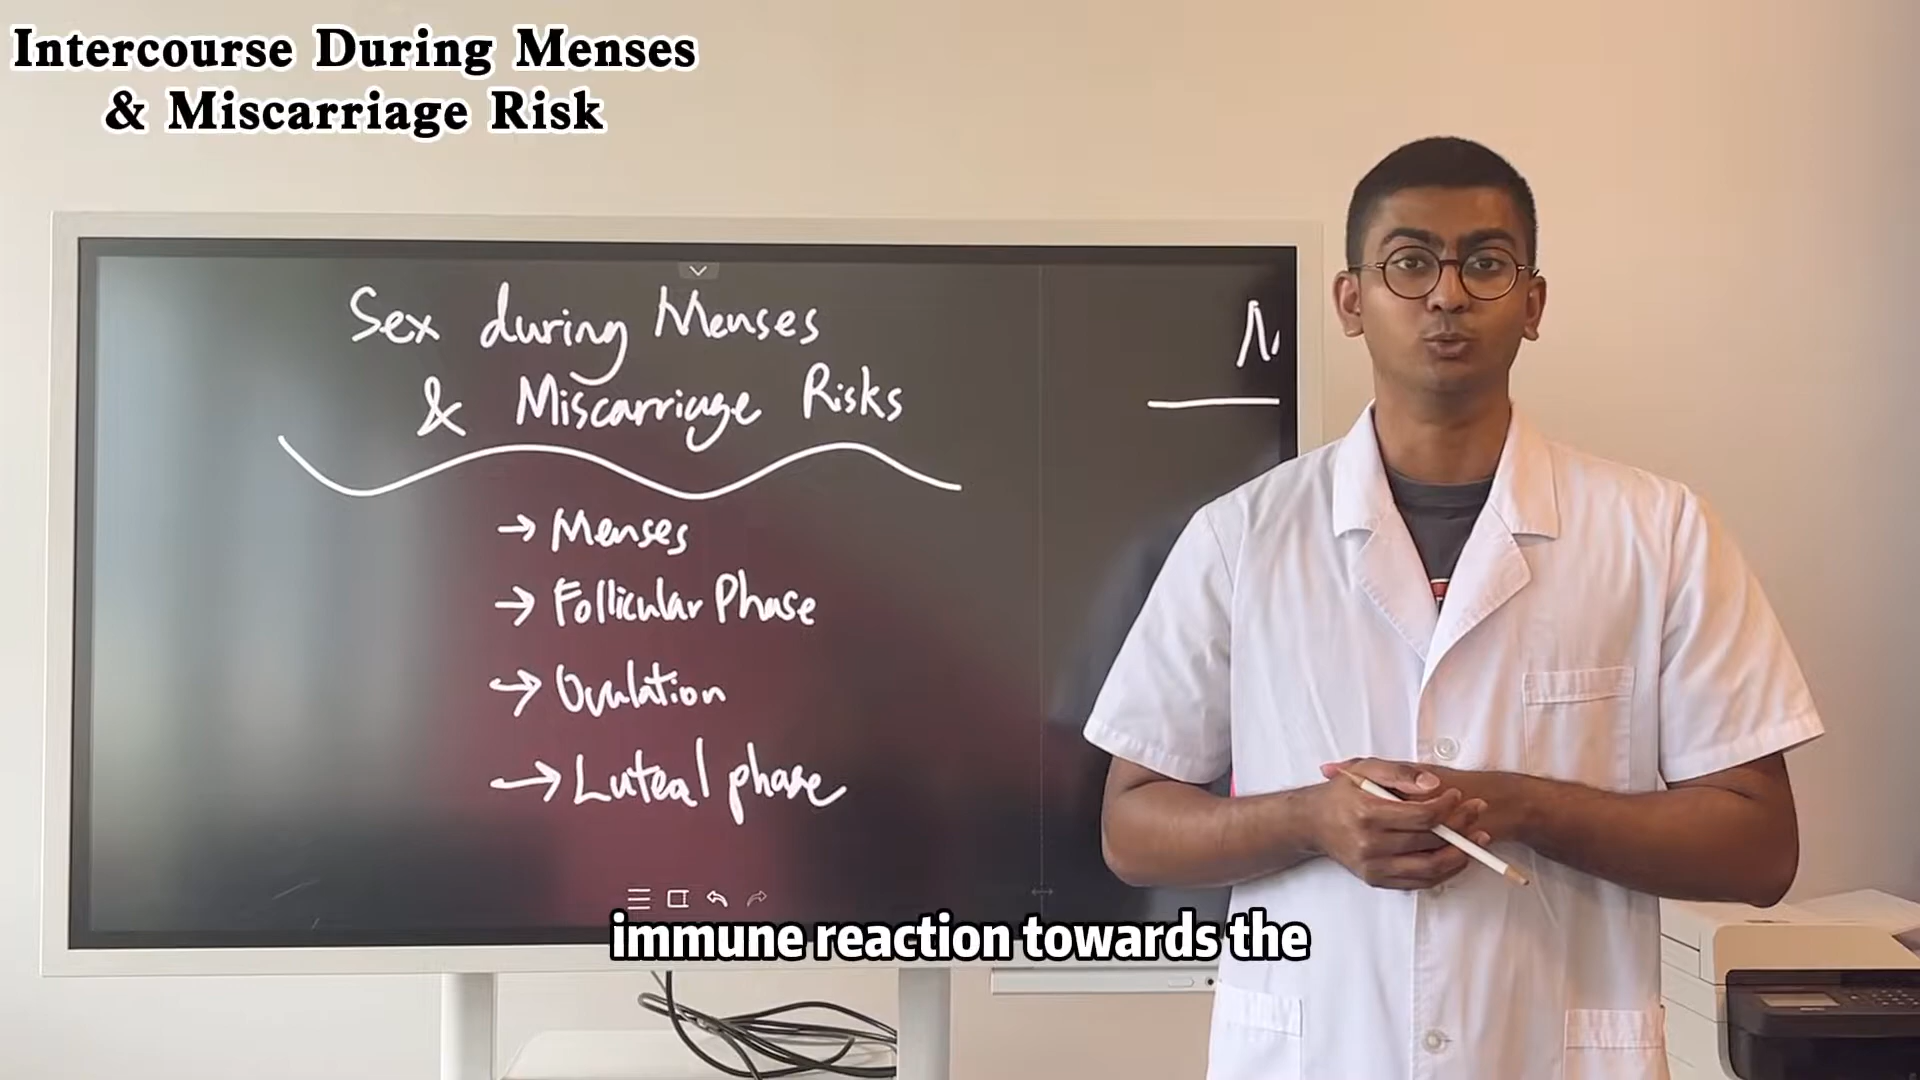 Intercourse During Menses
& Miscarriage Risk
Sex during Menses
& Miscarriage Risks
→ Menses
→ Follicular Phase
→ Ovulation
→ Luteal phase
immune reaction towards the